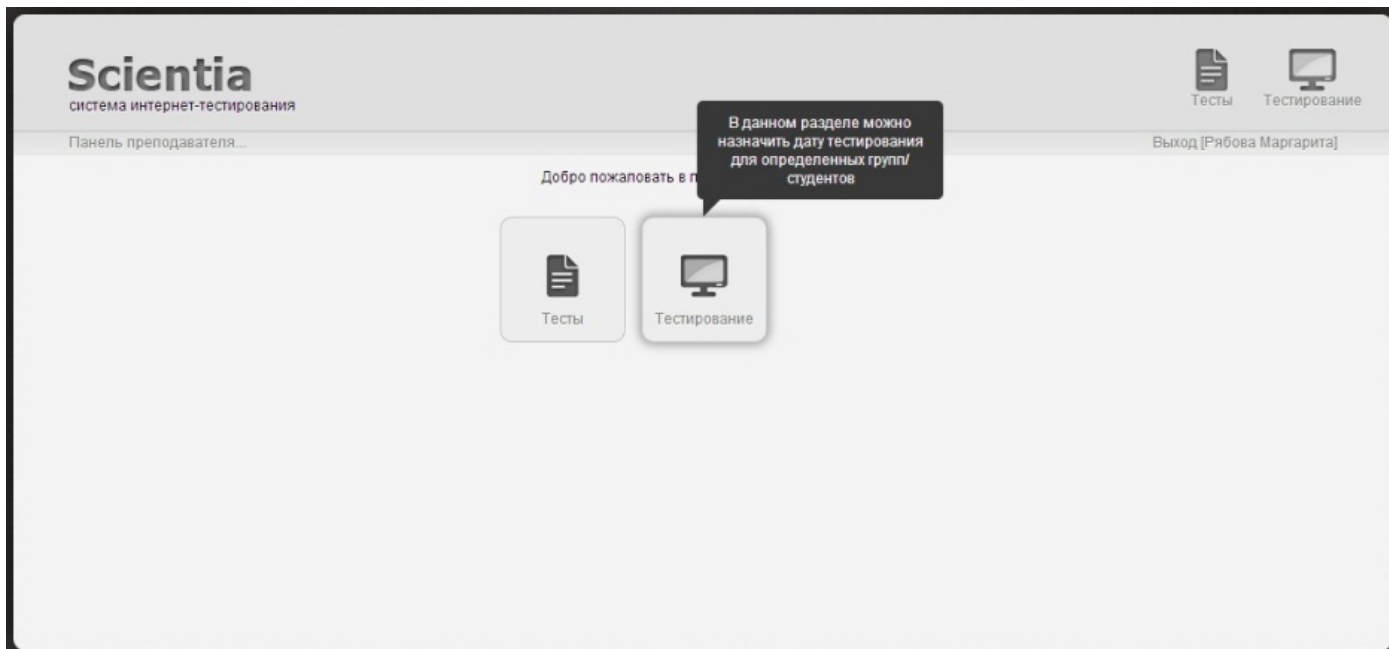 Scientia
система интернет-тестирования
Тесты Тестирование
Панель преподавателя...
Выход [Рябова Маргарита]
В данном разделе можно
назначить дату тестирования
для определенных групп/
студентов
Добро пожаловать в
Тесты
Тестирование